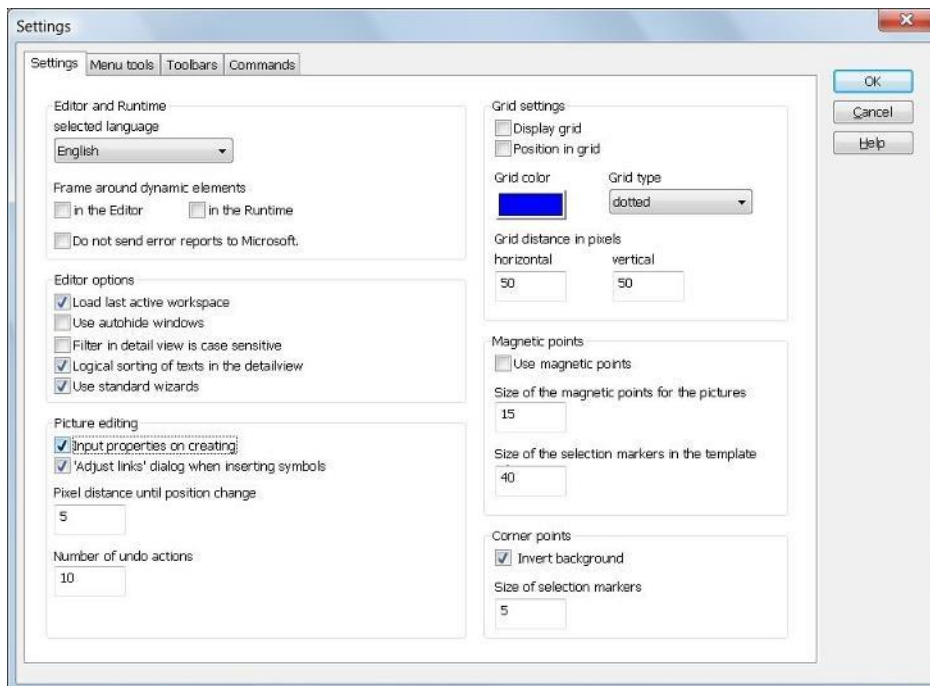 Settings
Settings Menu tools Toolbars Commands
OK
Cancel
Help
Editor and Runtime
selected language
English
Frame around dynamic elements
in the Editor in the Runtime
Do not send error reports to Microsoft.
Editor options
Load last active workspace
Use autohide windows
Filter in detail view is case sensitive
Logical sorting of texts in the detailview
Use standard wizards
Picture editing
Input properties on creating
'Adjust links' dialog when inserting symbols
Pixel distance until position change
5
Number of undo actions
10
Grid settings
Display grid
Position in grid
Grid color Grid type
dotted
Grid distance in pixels
horizontal vertical
50 50
Magnetic points
Use magnetic points
Size of the magnetic points for the pictures
15
Size of the selection markers in the template
40
Corner points
Invert background
Size of selection markers
5